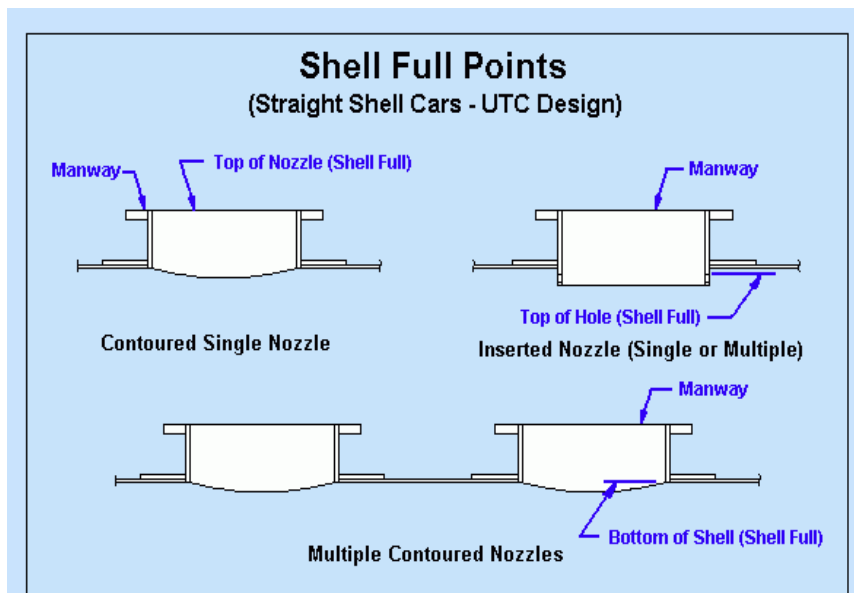 Shell Full Points
(Straight Shell Cars - UTC Design)
Manway
Top of Nozzle (Shell Full)
Manway
Top of Hole (Shell Full)
Contoured Single Nozzle
Inserted Nozzle (Single or Multiple)
Manway
Bottom of Shell (Shell Full)
Multiple Contoured Nozzles